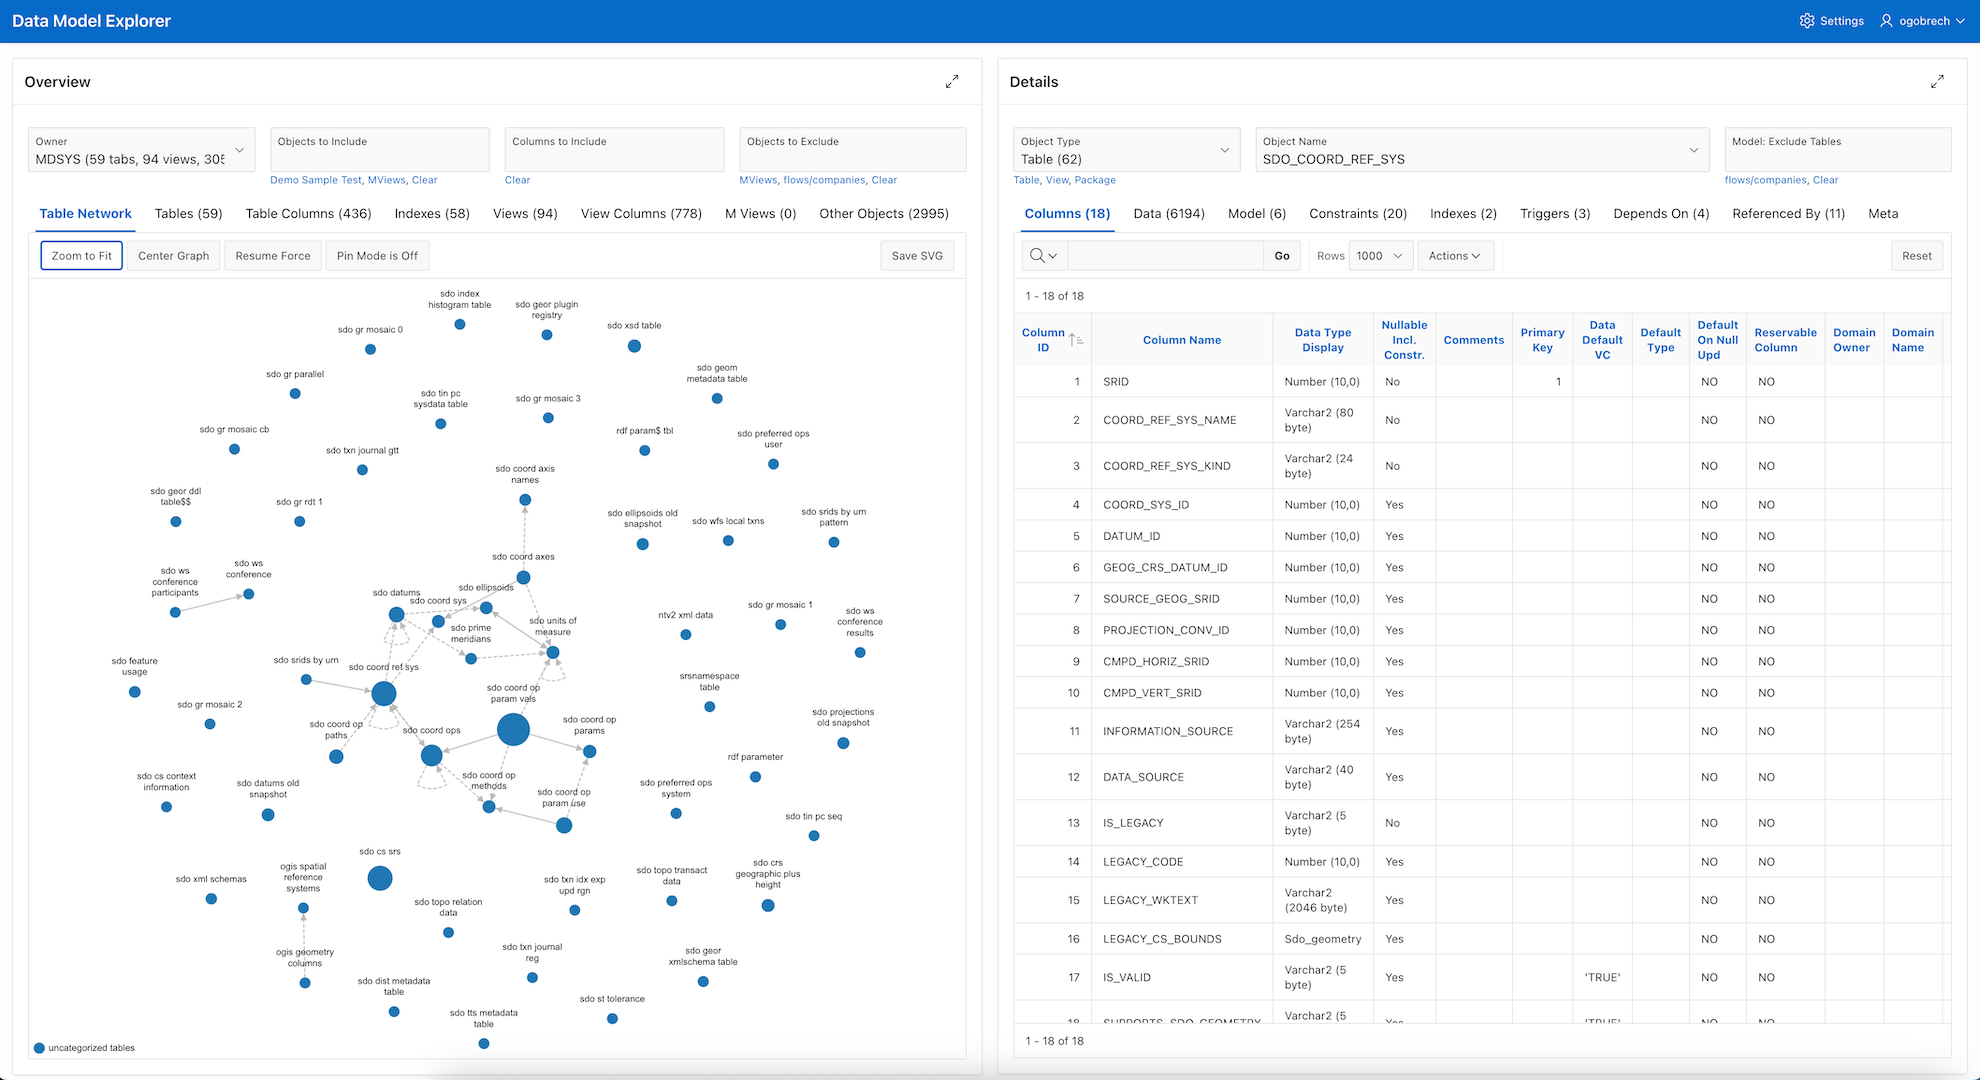 Data Model Explorer
Settings
ogobrech
Overview
Owner
MDSYS (59 tabs, 94 views, 305
Objects to Include
Columns to Include
Objects to Exclude
Demo Sample Test, MViews, Clear
Clear
MViews, flows/companies, Clear
Table Network
Tables (59)
Table Columns (436)
Indexes (58)
Views (94)
View Columns (778)
M Views (0)
Other Objects (2995)
Zoom to Fit
Center Graph
Resume Force
Pin Mode is Off
Save SVG
sdo index
histogram table
sdo geor plugin
registry
sdo xsd table
sdo gr mosaic 0
sdo gr parallel
sdo geom
metadata table
sdo tin pc
sysdata table
sdo gr mosaic 3
sdo gr mosaic cb
rdf param$ tbl
sdo preferred ops
user
sdo txn journal gtt
sdo coord axis
names
sdo geor ddl
table$$
sdo gr rdt 1
sdo ellipsoids old
snapshot
sdo wfs local txns
sdo srids by urn
pattern
sdo ws
conference
sdo ws
conference
participants
sdo coord axes
sdo datums
sdo coord sys
sdo ellipsoids
sdo prime
meridians
sdo units of
measure
ntv2 xml data
sdo gr mosaic 1
sdo ws
conference
results
sdo feature
usage
sdo srids by urn
sdo coord ref sys
sdo coord op
param vals
srsnamespace
table
sdo gr mosaic 2
sdo coord op
paths
sdo coord ops
sdo coord op
params
sdo projections
old snapshot
sdo cs context
information
sdo datums old
snapshot
sdo coord op
methods
sdo coord op
param use
rdf parameter
sdo preferred ops
system
sdo tin pc seq
sdo cs srs
sdo xml schemas
ogis spatial
reference
systems
sdo txn idx exp
upd rgn
sdo topo transact
data
sdo crs
geographic plus
height
sdo topo relation
data
ogis geometry
columns
sdo txn journal
reg
sdo geor
xmlschema table
sdo dist metadata
table
sdo st tolerance
sdo tts metadata
table
uncategorized tables
Details
Object Type
Table (62)
Object Name
SDO_COORD_REF_SYS
Model: Exclude Tables
Table, View, Package
flows/companies, Clear
Columns (18)
Data (6194)
Model (6)
Constraints (20)
Indexes (2)
Triggers (3)
Depends On (4)
Referenced By (11)
Meta
Go
Rows
1000
Actions
Reset
1 - 18 of 18
Column
ID
Column Name
Data Type
Display
Nullable
Incl.
Constr.
Comments
Primary
Key
Data
Default
VC
Default
Type
Default
On Null
Upd
Reservable
Column
Domain
Owner
Domain
Name
1 SRID Number (10,0) No 1 NO NO
2 COORD_REF_SYS_NAME Varchar2 (80
byte) No NO NO
3 COORD_REF_SYS_KIND Varchar2 (24
byte) No NO NO
4 COORD_SYS_ID Number (10,0) Yes NO NO
5 DATUM_ID Number (10,0) Yes NO NO
6 GEOG_CRS_DATUM_ID Number (10,0) Yes NO NO
7 SOURCE_GEOG_SRID Number (10,0) Yes NO NO
8 PROJECTION_CONV_ID Number (10,0) Yes NO NO
9 CMPD_HORIZ_SRID Number (10,0) Yes NO NO
10 CMPD_VERT_SRID Number (10,0) Yes NO NO
11 INFORMATION_SOURCE Varchar2 (254
byte) Yes NO NO
12 DATA_SOURCE Varchar2 (40
byte) Yes NO NO
13 IS_LEGACY Varchar2 (5
byte) No NO NO
14 LEGACY_CODE Number (10,0) Yes NO NO
15 LEGACY_WKTEXT Varchar2
(2046 byte) Yes NO NO
16 LEGACY_CS_BOUNDS Sdo_geometry Yes NO NO
17 IS_VALID Varchar2 (5
byte) Yes 'TRUE' NO NO
18 SUPPORTS_SDO_GEOMETRY Varchar2 (5 Yes 'TRUE' NO NO
1 - 18 of 18